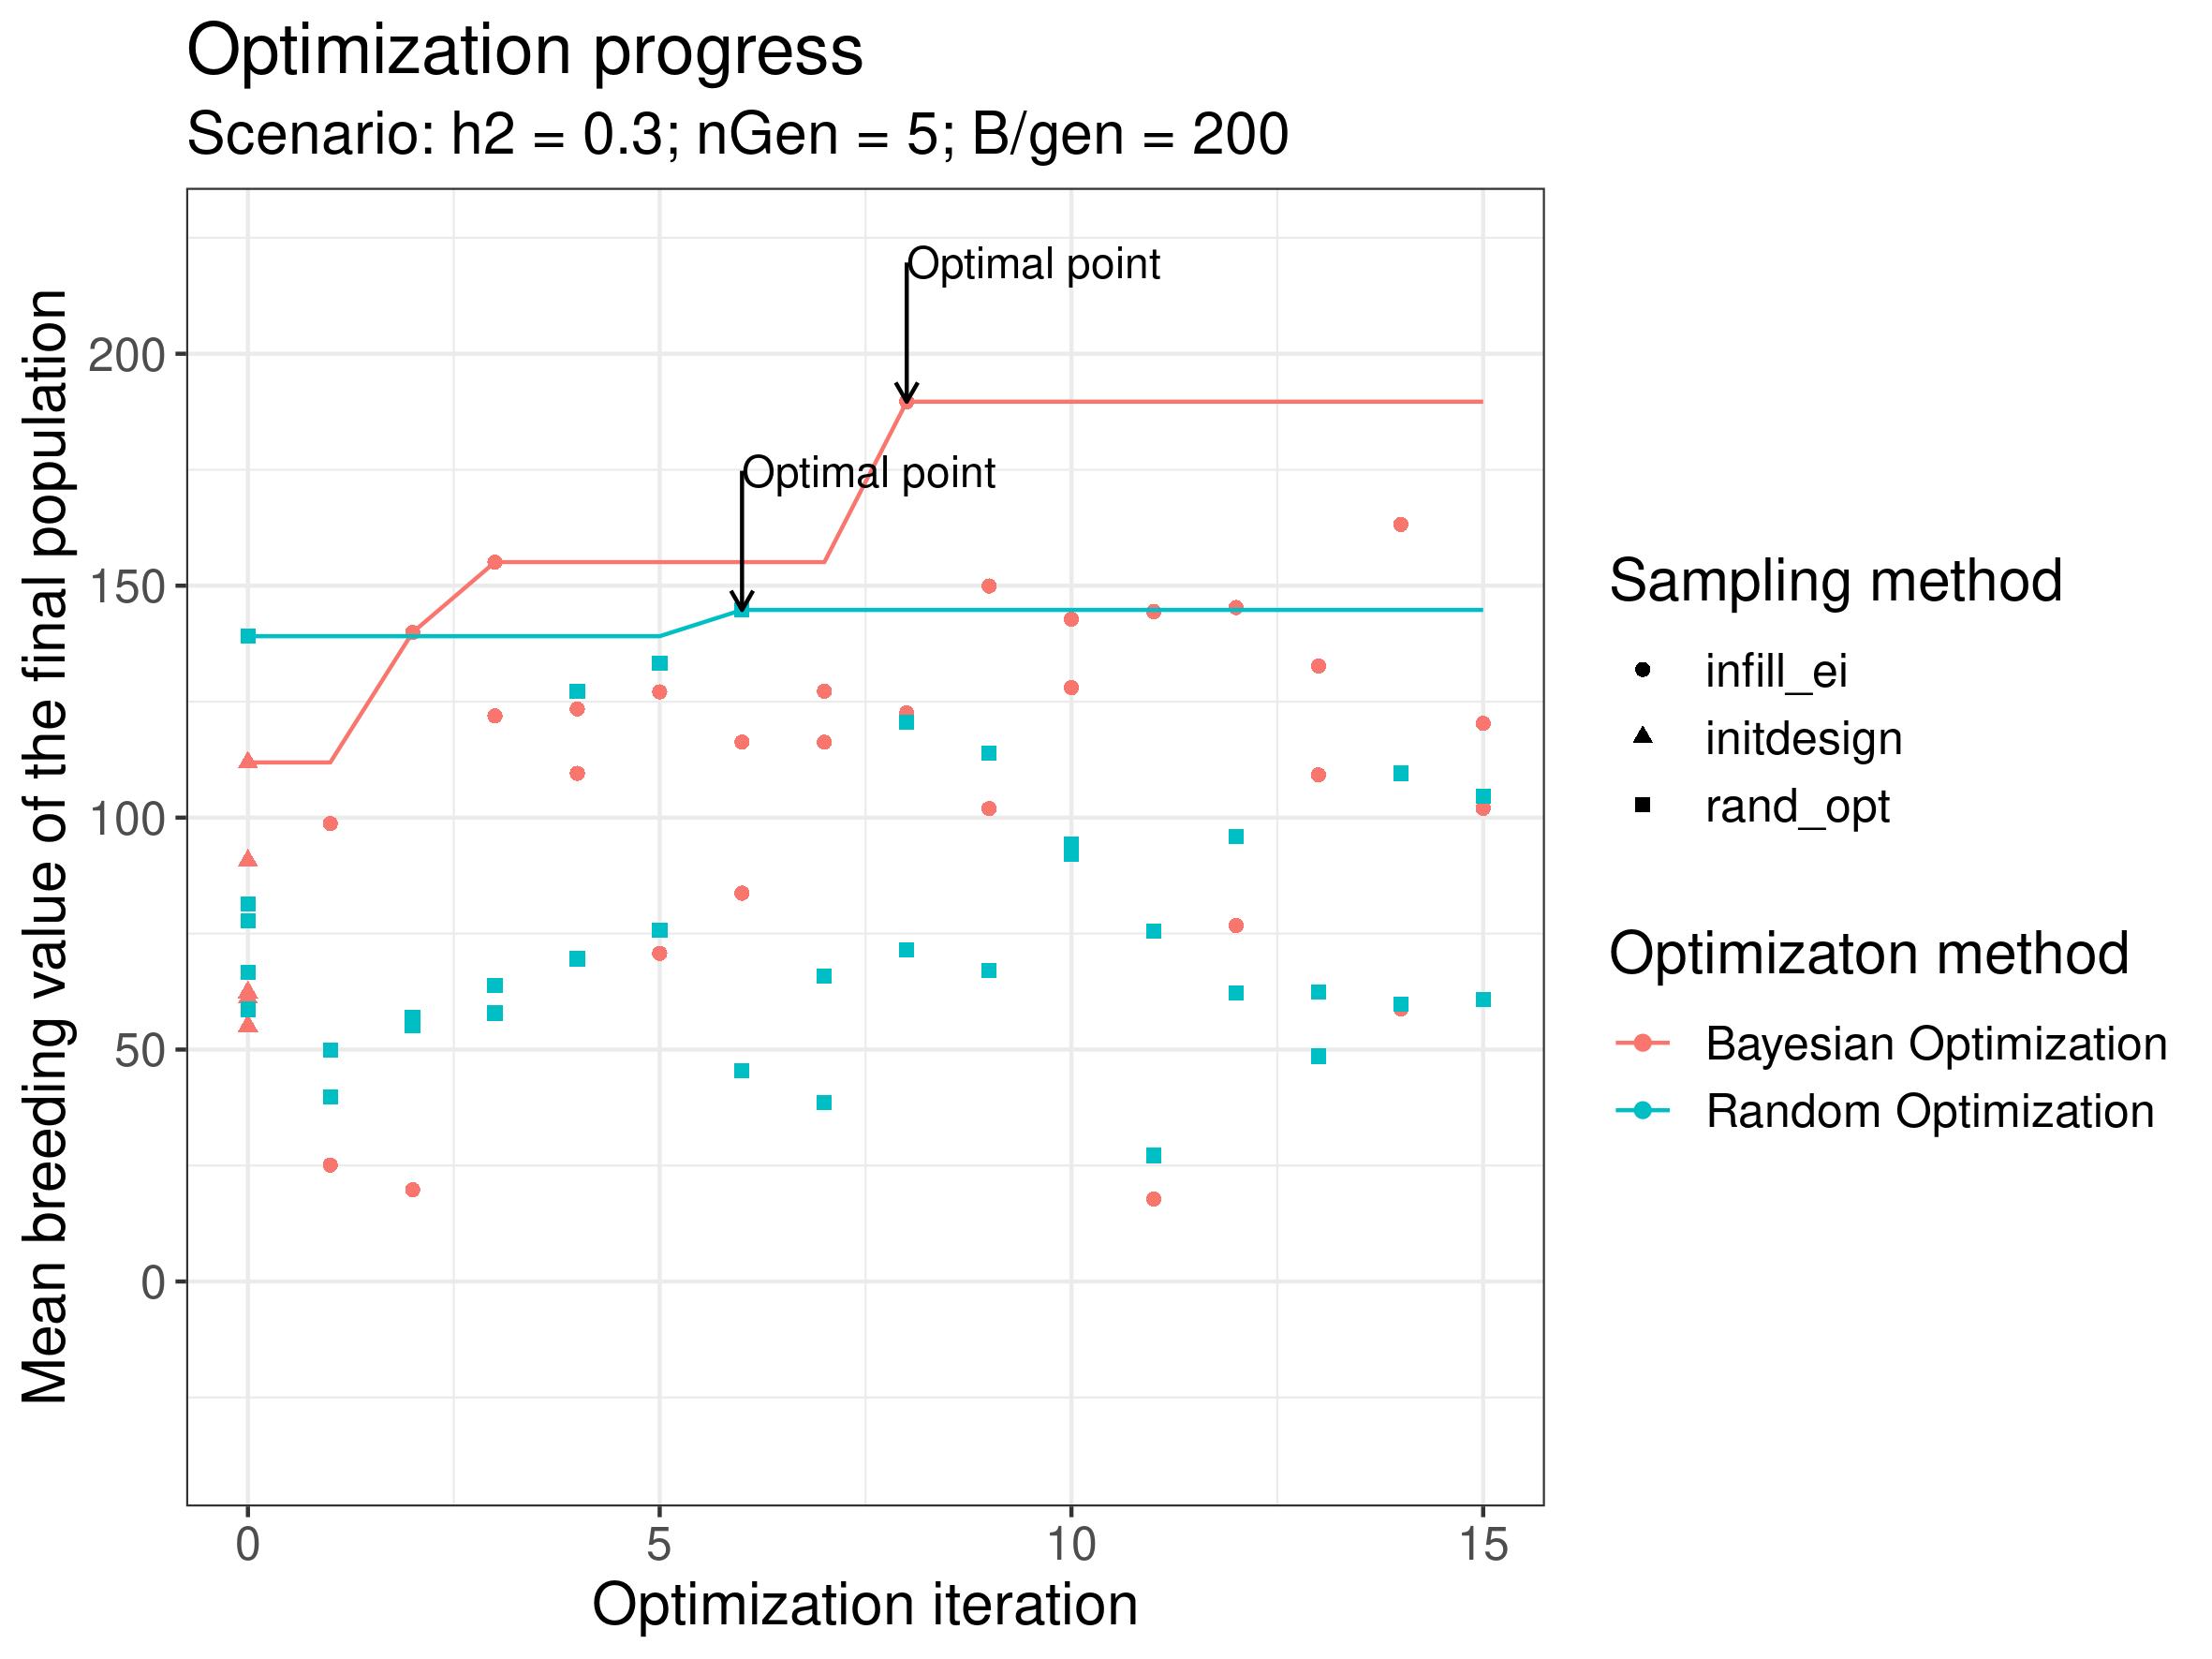 Optimization progress
Scenario: h2 = 0.3; nGen = 5; B/gen = 200
Mean breeding value of the final population
200
150
100
50
0
Optimal point
Optimal point
0
5
10
15
Optimization iteration
Sampling method
infill_ei
initdesign
rand_opt
Optimizaton method
Bayesian Optimization
Random Optimization